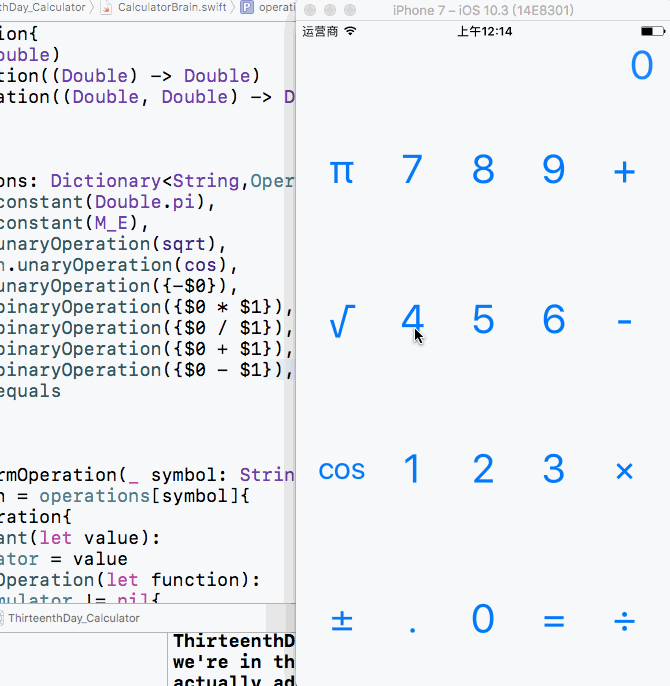 thDay_Calculator 〉 CalculatorBrain.swift 〉 P operati
ion{
ouble)
tion((Double) -> Double)
ation((Double, Double) -> D
ons: Dictionary<String,Oper
constant(Double.pi),
constant(M_E),
unaryOperation(sqrt),
n.unaryOperation(cos),
unaryOperation({-$0}),
binaryOperation({$0 * $1}),
binaryOperation({$0 / $1}),
binaryOperation({$0 + $1}),
binaryOperation({$0 - $1}),
equals
rmOperation(_ symbol: String
n = operations[symbol]{
ration{
ant(let value):
ator = value
Operation(let function):
mulator != nil{
ThirteenthDay_Calculator
ThirteenthD
we're in th
actually ad
iPhone 7 – iOS 10.3 (14E8301)
运营商 上午12:14
0
π 7 8 9 +
√ 4 5 6 -
cos 1 2 3 ×
± . 0 = ÷